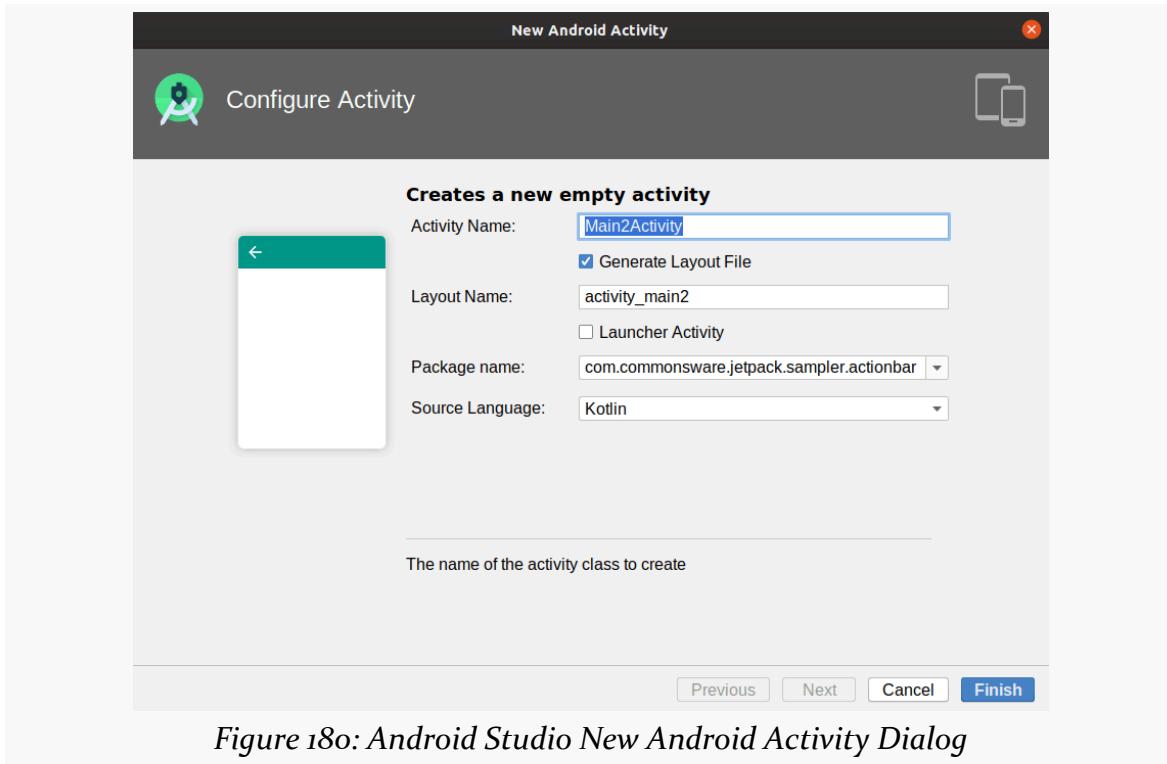 New Android Activity
Configure Activity
Creates a new empty activity
Activity Name: Main2Activity
Generate Layout File
Layout Name: activity_main2
Launcher Activity
Package name: com.commonsware.jetpack.sampler.actionbar
Source Language: Kotlin
The name of the activity class to create
Previous Next Cancel Finish
Figure 180: Android Studio New Android Activity Dialog